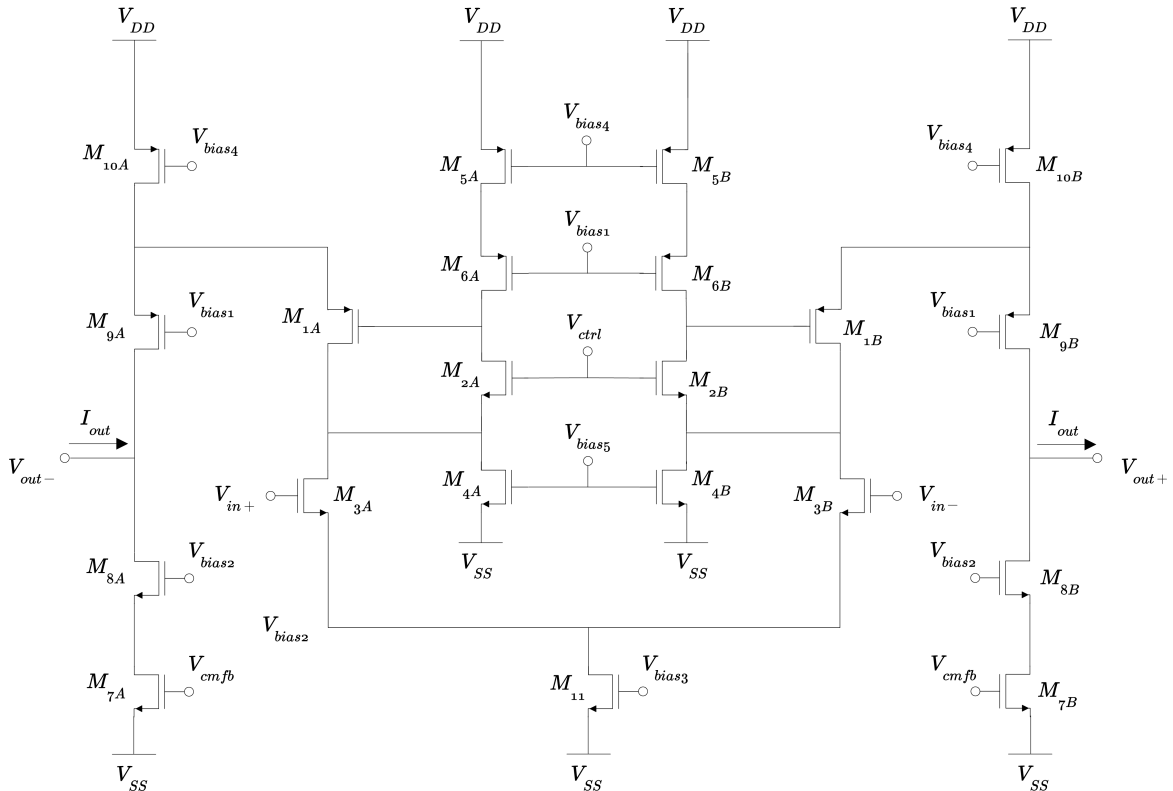 V_DD V_DD V_DD V_DD
V_bias4
M_10A V_bias4 M_5A M_5B V_bias4 M_10B
V_bias1
M_6A M_6B
V_bias1 V_bias1
M_9A M_1A V_ctrl M_1B M_9B
M_2A M_2B
I_out V_bias5 I_out
V_out− V_out+
V_in+ M_3A M_4A M_4B M_3B V_in−
V_bias2 V_SS V_SS V_bias2
M_8A M_8B
V_bias2
V_cmfb V_bias3 V_cmfb
M_7A M_11 M_7B
V_SS V_SS V_SS